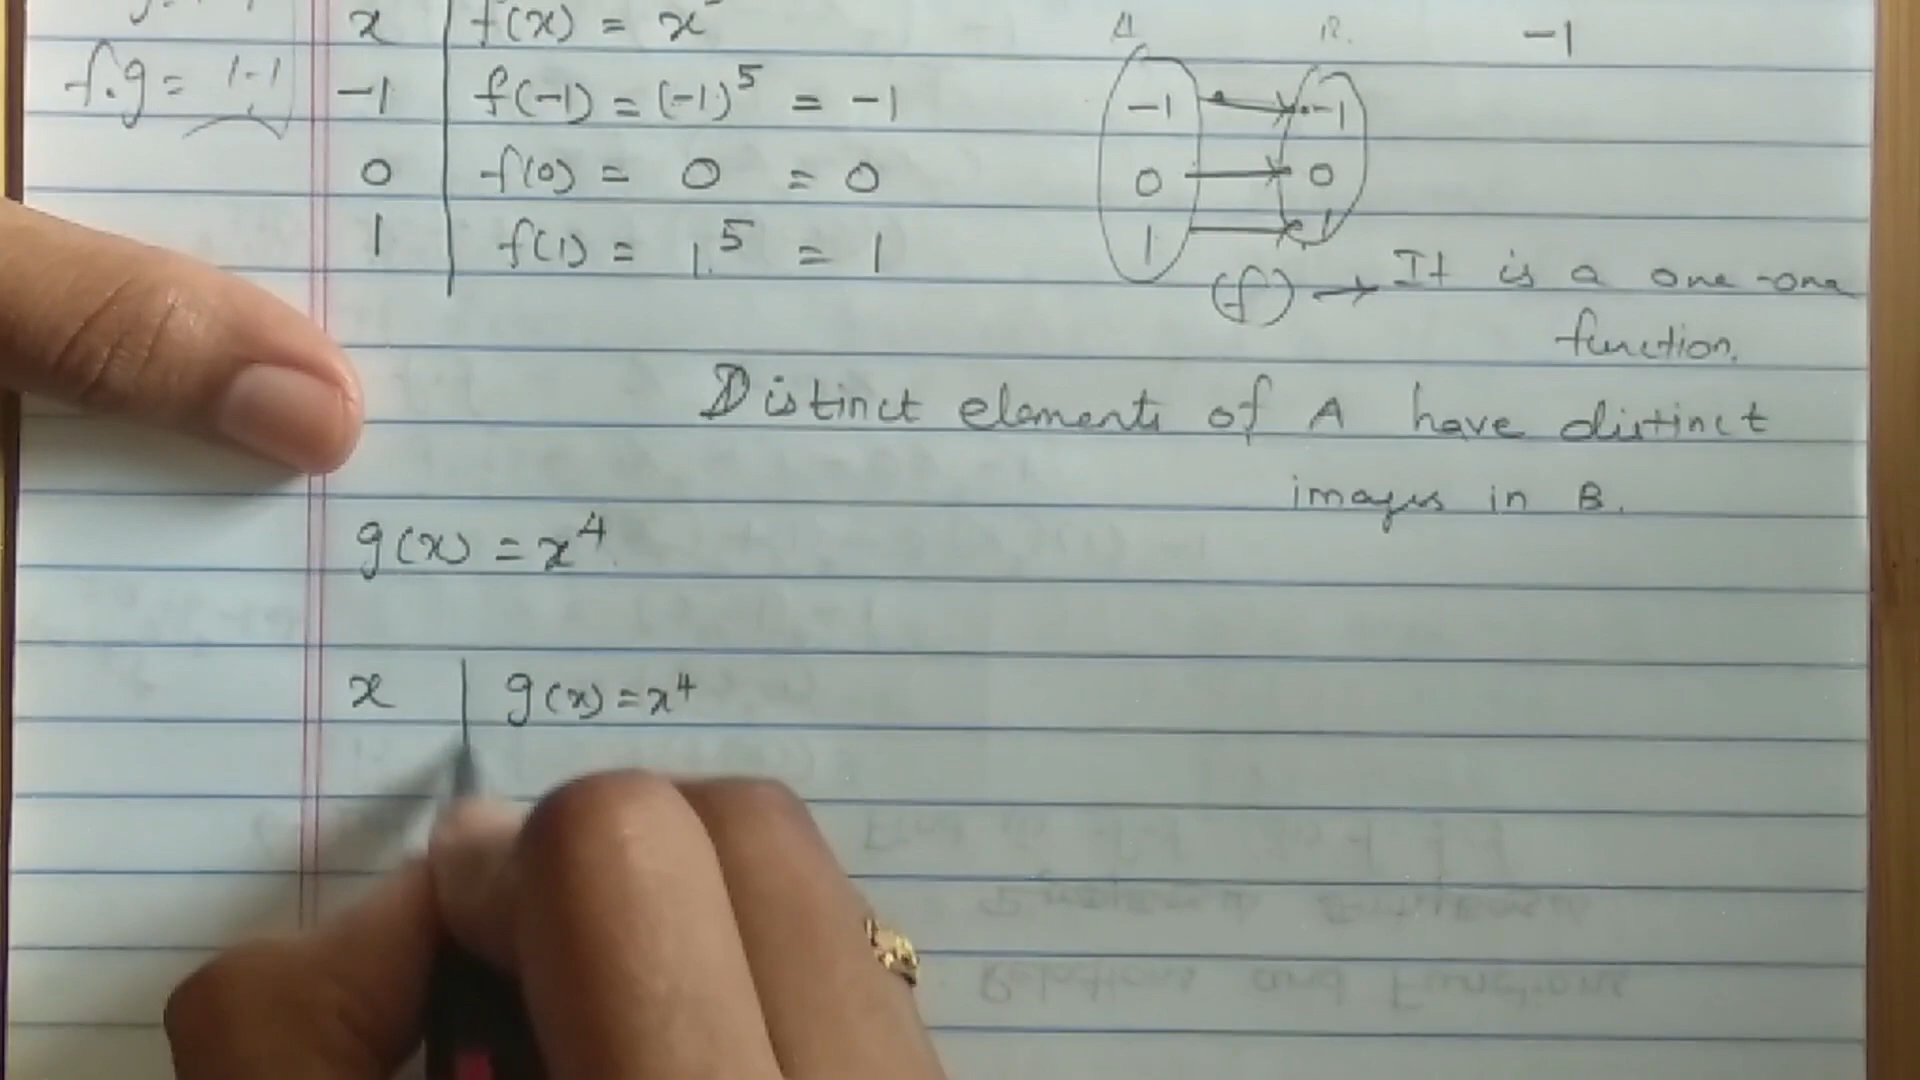 x | f(x) = x
f.g = 1-1
-1 | f(-1) = (-1)^5 = -1
0 | f(0) = 0 = 0
1 | f(1) = 1^5 = 1
A
-1 -1
0 0
1 1
-1
(f) → It is a one-one
function.
Distinct elements of A have distinct
images in B.
g(x) = x^4
x | g(x) = x^4